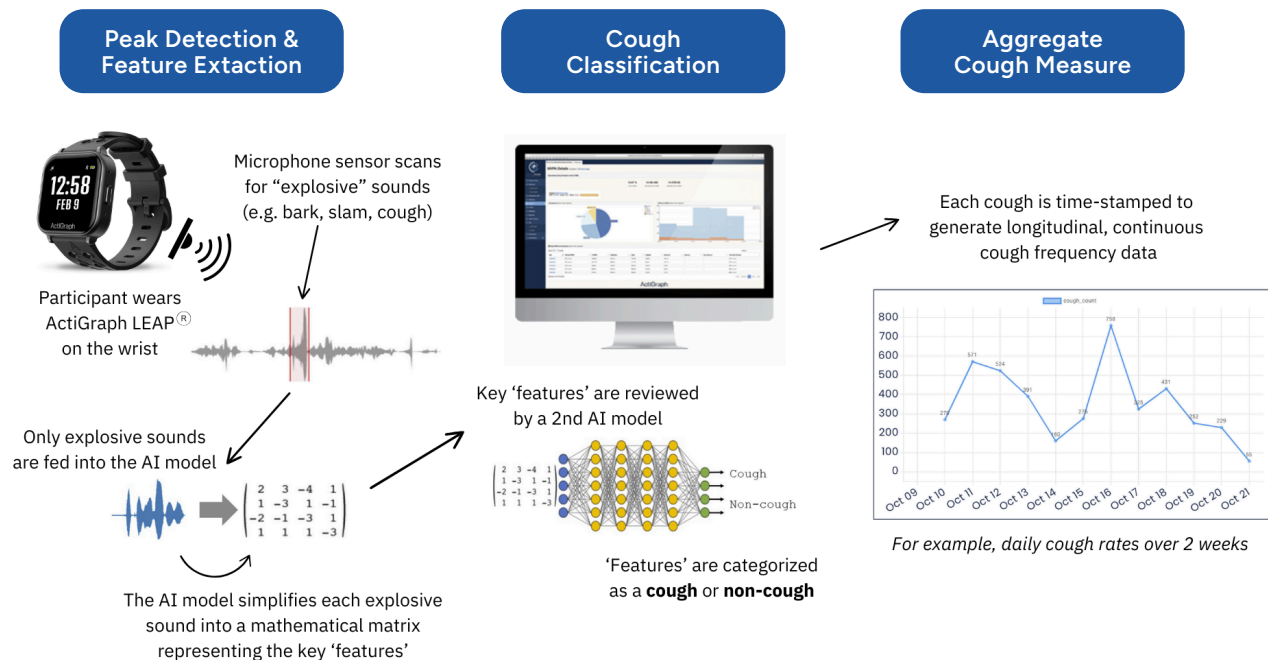 Peak Detection &
Feature Extaction
Cough
Classification
Aggregate
Cough Measure
12:58
FEB 9
ActiGraph
Microphone sensor scans
for “explosive” sounds
(e.g. bark, slam, cough)
Participant wears
ActiGraph LEAP®
on the wrist
Only explosive sounds
are fed into the AI model
2 3 -4 1
1 -3 1 -1
-2 -1 -3 1
1 1 1 -3
The AI model simplifies each explosive
sound into a mathematical matrix
representing the key ‘features’
ActiGraph
Key ‘features’ are reviewed
by a 2nd AI model
2 3 -4 1
1 -3 1 -1
-2 -1 -3 1
1 1 1 -3
Cough
Non-cough
‘Features’ are categorized
as a cough or non-cough
Each cough is time-stamped to
generate longitudinal, continuous
cough frequency data
cough_count
800
700
600
500
400
300
200
100
0
571
524
391
160
758
325
431
252
229
55
Oct 09
Oct 10
Oct 11
Oct 12
Oct 13
Oct 14
Oct 15
Oct 16
Oct 17
Oct 18
Oct 19
Oct 20
Oct 21
For example, daily cough rates over 2 weeks